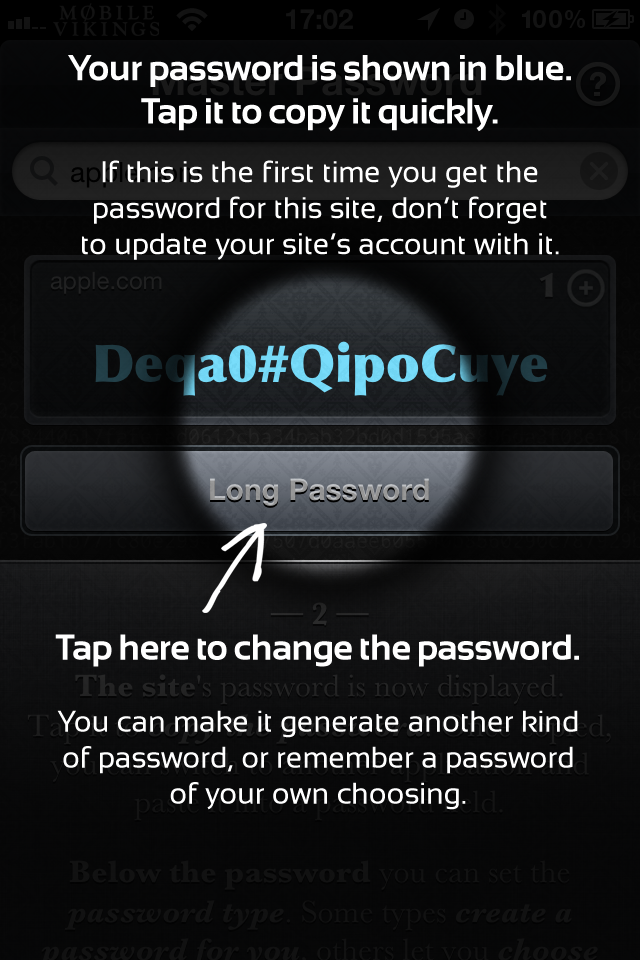 MØBILE
VIKINGS
17:02
100%
Master Password
?
Your password is shown in blue.
Tap it to copy it quickly.
apple
If this is the first time you get the
password for this site, don’t forget
to update your site’s account with it.
apple.com
1
Deqa0#QipoCuye
Long Password
— 2 —
Tap here to change the password.
The site's password is now displayed.
You can make it generate another kind
of password, or remember a password
of your own choosing.
Below the password you can set the
password type. Some types create a
password for you, others let you choose